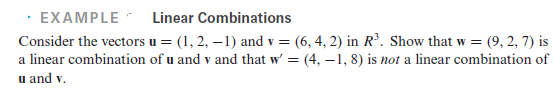 EXAMPLE Linear Combinations
Consider the vectors u = (1, 2, −1) and v = (6, 4, 2) in R³. Show that w = (9, 2, 7) is
a linear combination of u and v and that w′ = (4, −1, 8) is not a linear combination of
u and v.